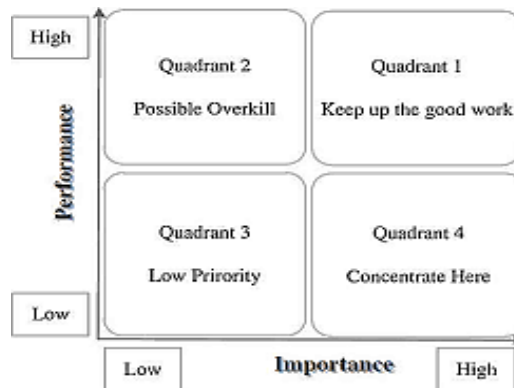 High
Quadrant 2
Possible Overkill
Quadrant 1
Keep up the good work
Performance
Quadrant 3
Low Prirority
Quadrant 4
Concentrate Here
Low
Low
Importance
High